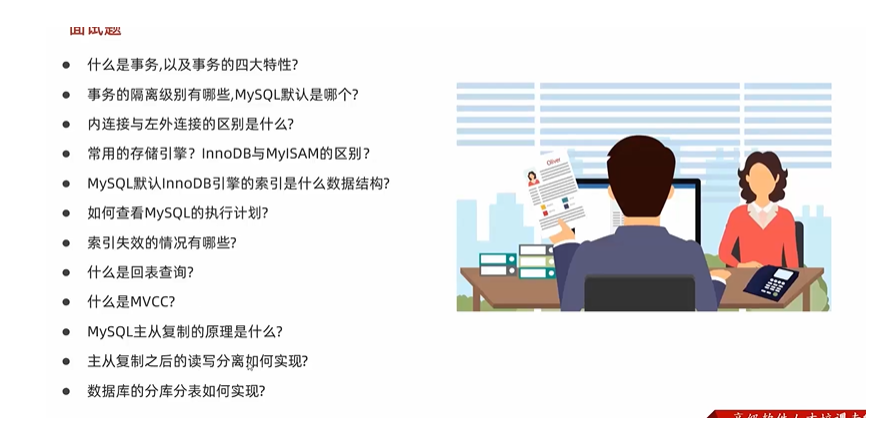 面试题
什么是事务,以及事务的四大特性?
事务的隔离级别有哪些,MySQL默认是哪个?
内连接与左外连接的区别是什么?
常用的存储引擎？InnoDB与MyISAM的区别？
MySQL默认InnoDB引擎的索引是什么数据结构?
如何查看MySQL的执行计划?
索引失效的情况有哪些?
什么是回表查询?
什么是MVCC?
MySQL主从复制的原理是什么?
主从复制之后的读写分离如何实现?
数据库的分库分表如何实现?
Oliver